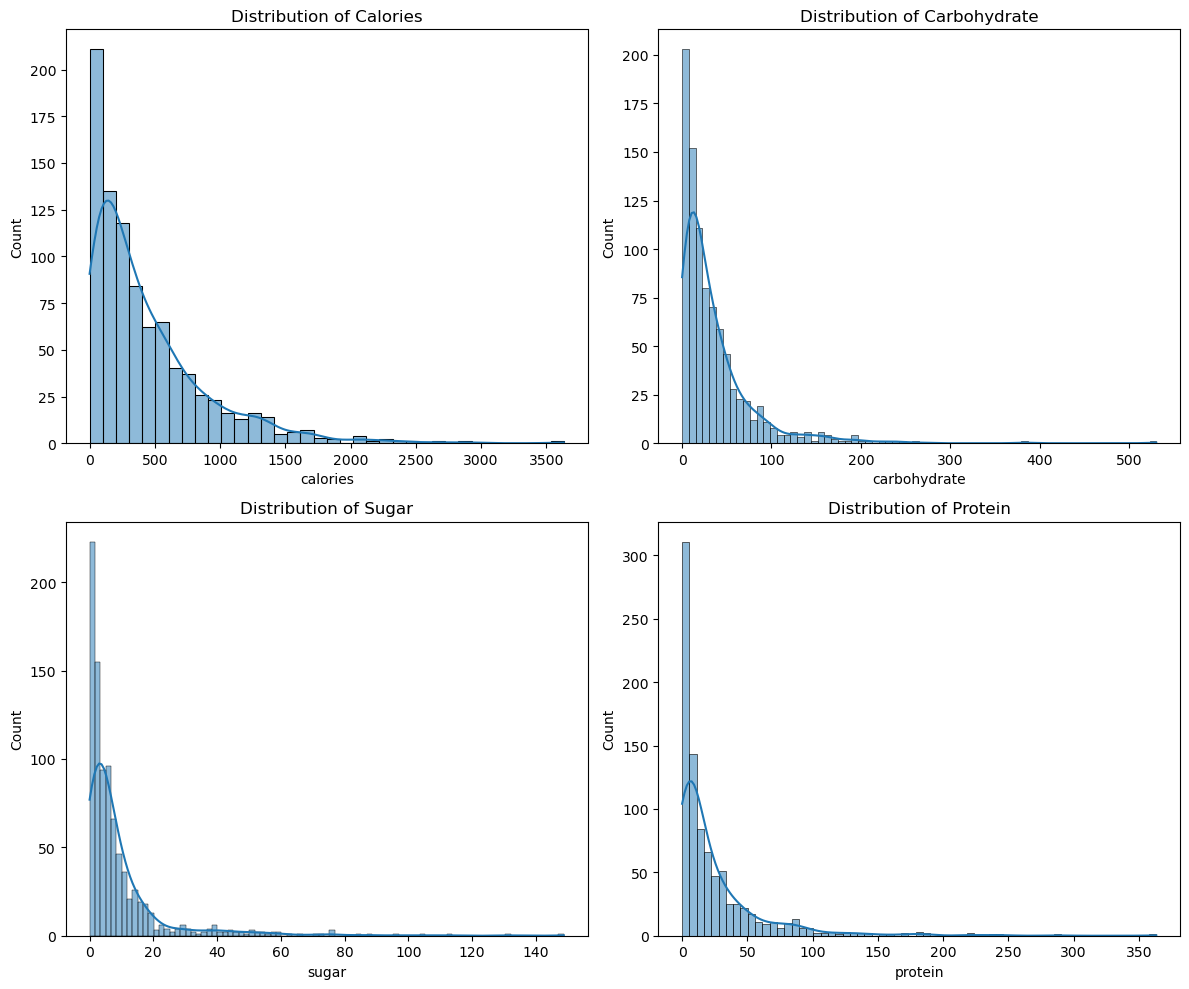 Distribution of Calories
200
175
150
125
100
75
50
25
0
Count
0 500 1000 1500 2000 2500 3000 3500
calories
Distribution of Carbohydrate
200
175
150
125
100
75
50
25
0
Count
0 100 200 300 400 500
carbohydrate
Distribution of Sugar
200
150
100
50
0
Count
0 20 40 60 80 100 120 140
sugar
Distribution of Protein
300
250
200
150
100
50
0
Count
0 50 100 150 200 250 300 350
protein